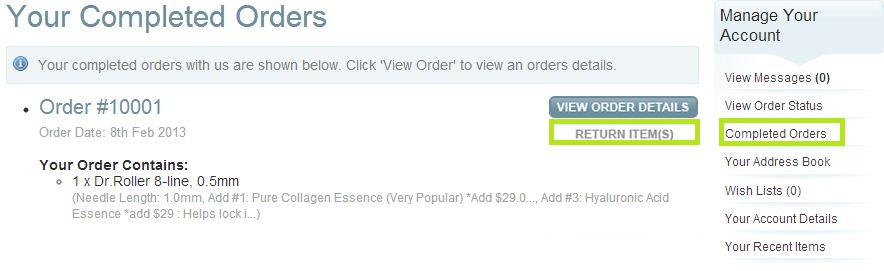 Your Completed Orders
Your completed orders with us are shown below. Click 'View Order' to view an orders details.
Order #10001
VIEW ORDER DETAILS
Order Date: 8th Feb 2013
RETURN ITEM(S)
Your Order Contains:
1 x Dr.Roller 8-line, 0.5mm
(Needle Length: 1.0mm, Add #1: Pure Collagen Essence (Very Popular) *Add $29.0..., Add #3: Hyaluronic Acid
Essence *add $29 : Helps lock i...)
Manage Your
Account
View Messages (0)
View Order Status
Completed Orders
Your Address Book
Wish Lists (0)
Your Account Details
Your Recent Items